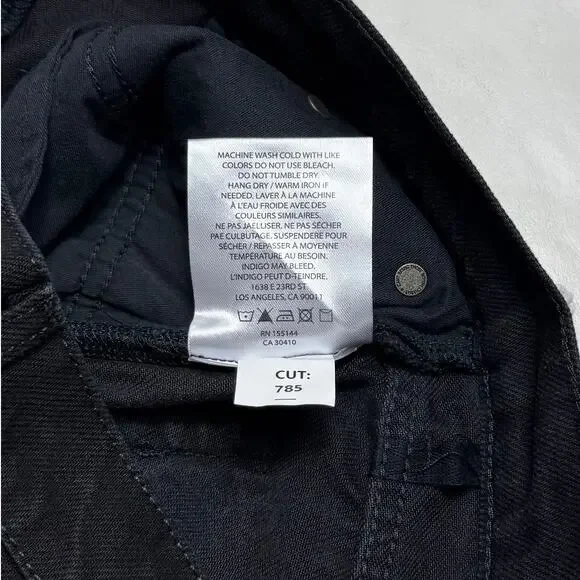 MACHINE WASH COLD WITH LIKE
COLORS DO NOT USE BLEACH.
DO NOT TUMBLE DRY.
HANG DRY / WARM IRON IF
NEEDED. LAVER À LA MACHINE
À L'EAU FROIDE AVEC DES
COULEURS SIMILAIRES.
NE PAS JAELLISER. NE PAS SÉCHER
PAE CULBUTAGE. SUSPENDRE POUR
SÉCHER / REPASSER À MOYENNE
TEMPÉRATURE AU BESOIN.
INDIGO MAY BLEED.
L'INDIGO PEUT D-TEINDRE.
1638 E 23RD ST
LOS ANGELES, CA 90011
RN 155144
CA 30410
CUT:
785